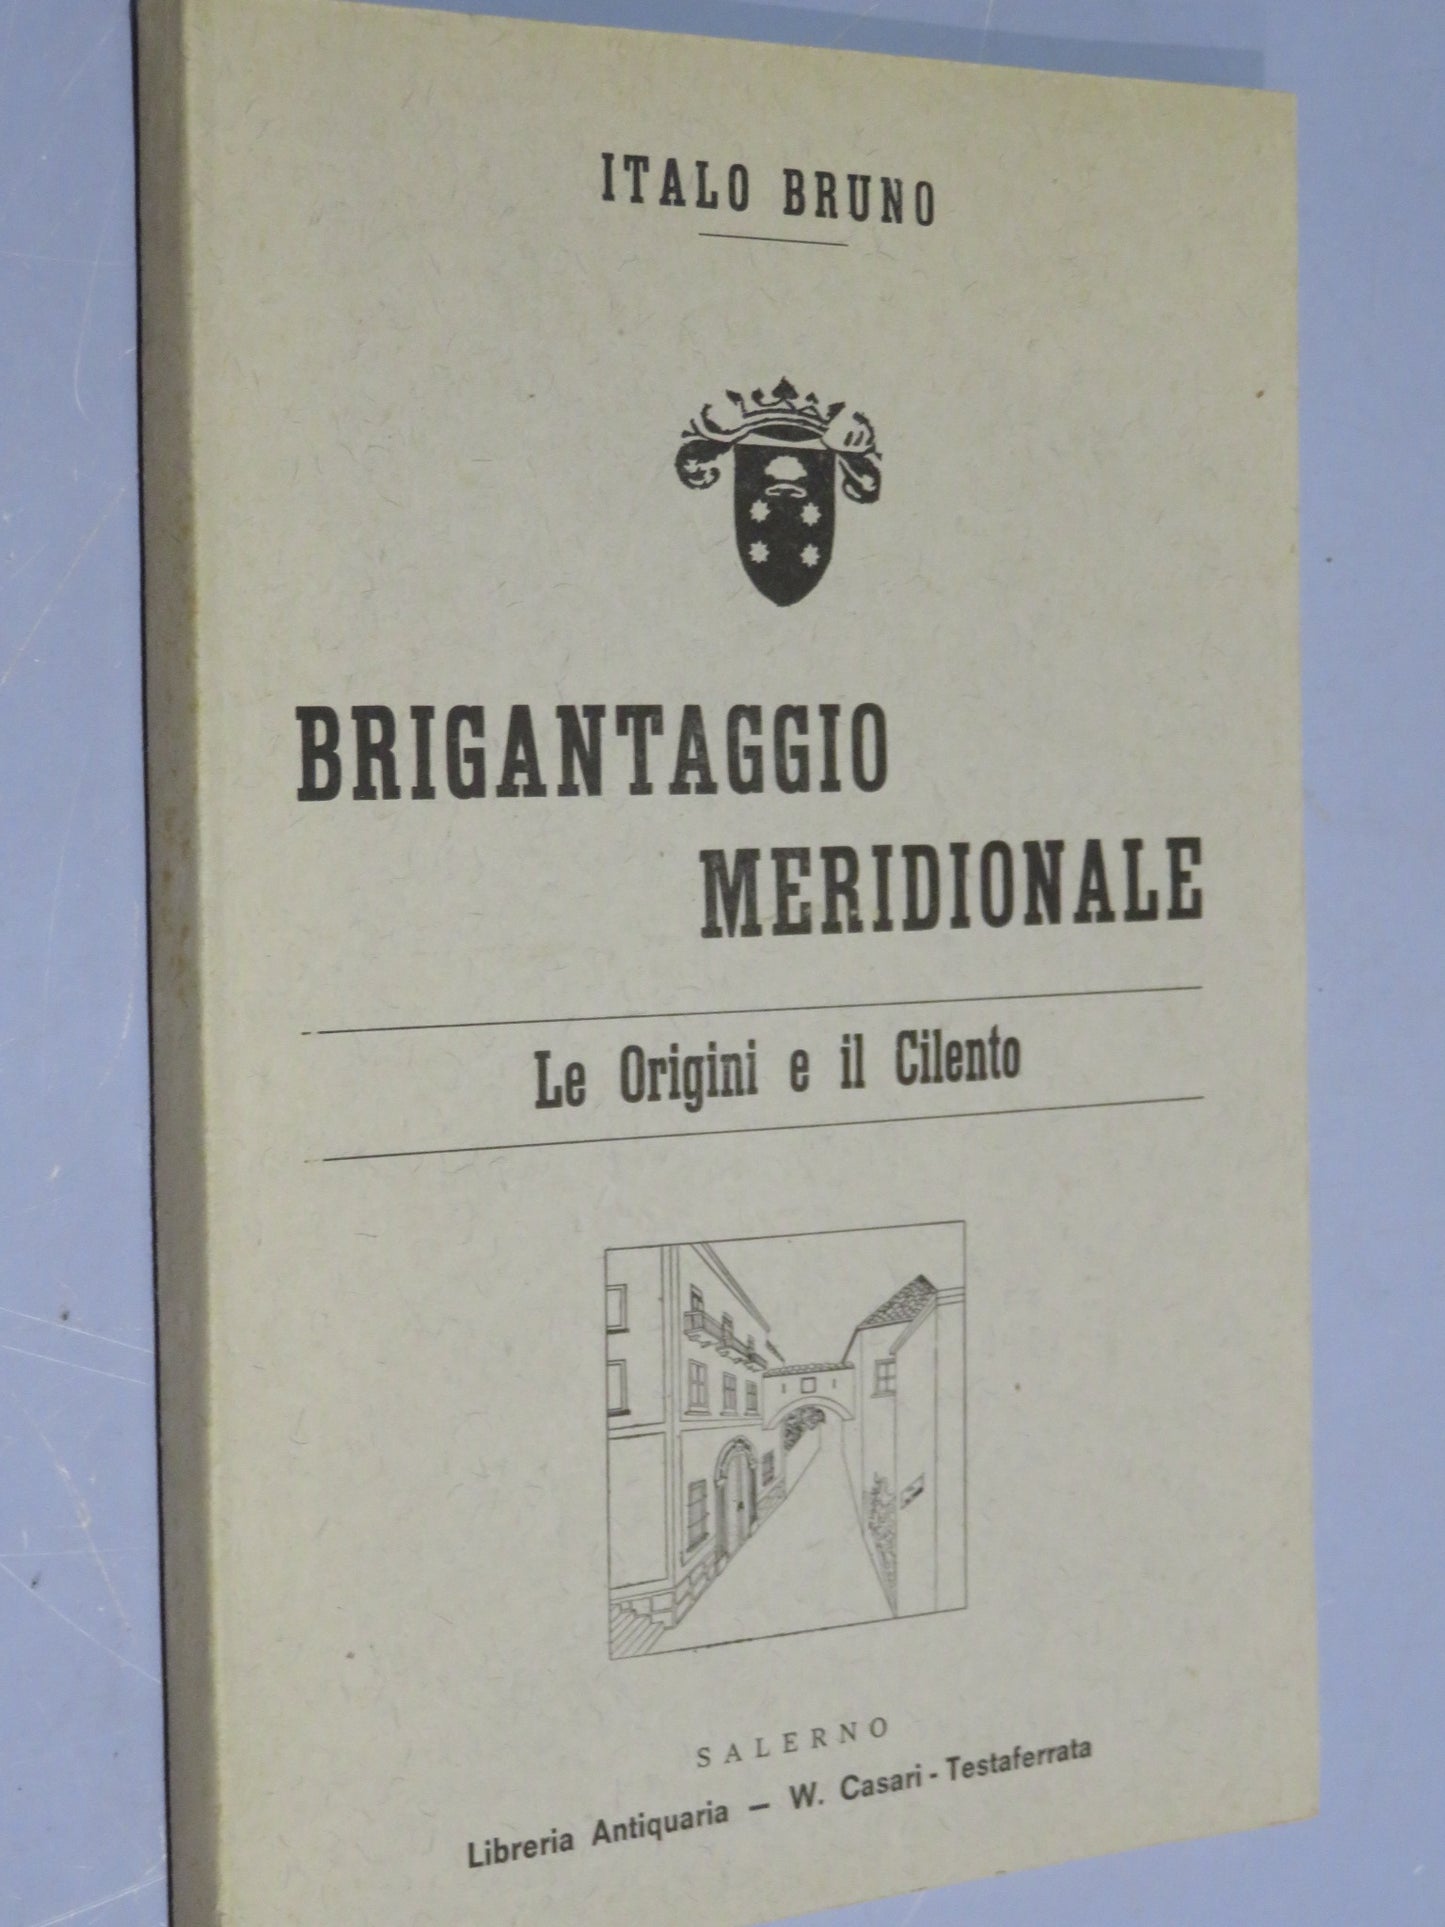 ITALO BRUNO
BRIGANTAGGIO
MERIDIONALE
Le Origini e il Cilento
SALERNO
Libreria Antiquaria — W. Casari - Testaferrata